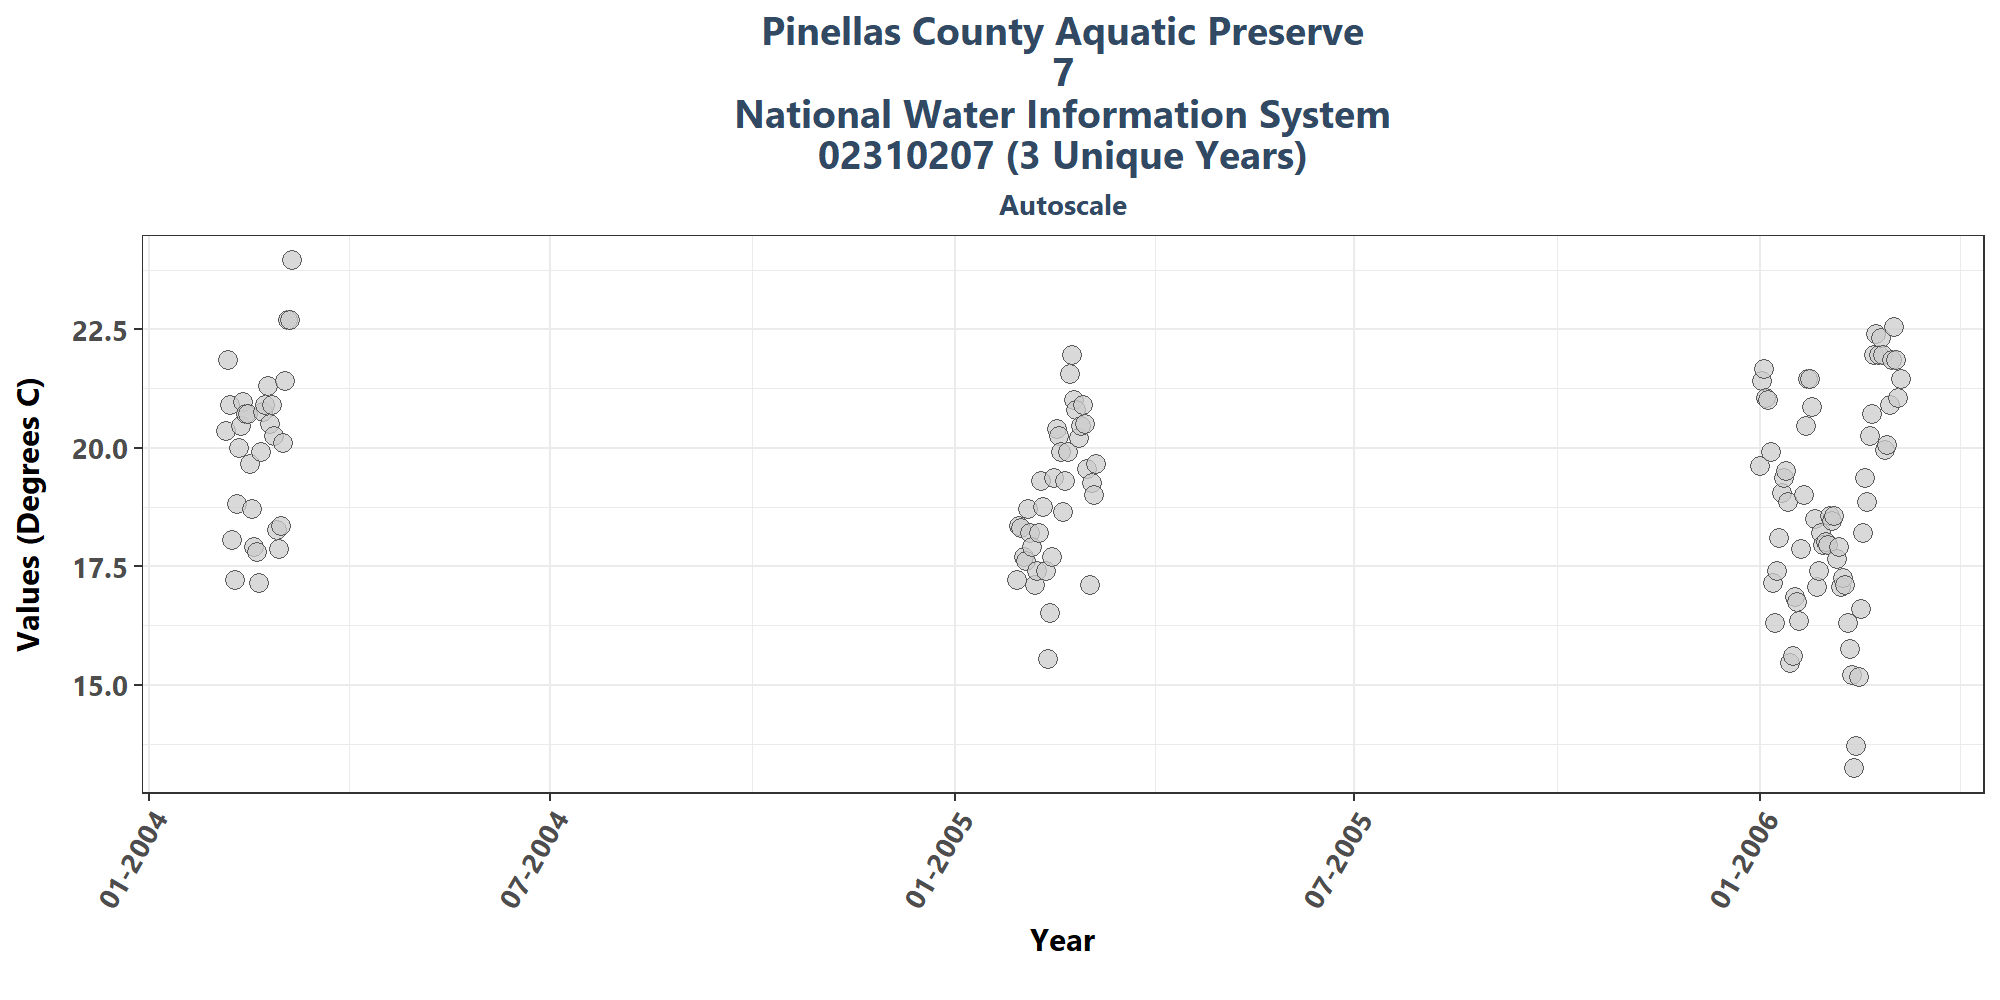 Pinellas County Aquatic Preserve
7
National Water Information System
02310207 (3 Unique Years)
Autoscale
Values (Degrees C)
22.5
20.0
17.5
15.0
01-2004
07-2004
01-2005
07-2005
01-2006
Year